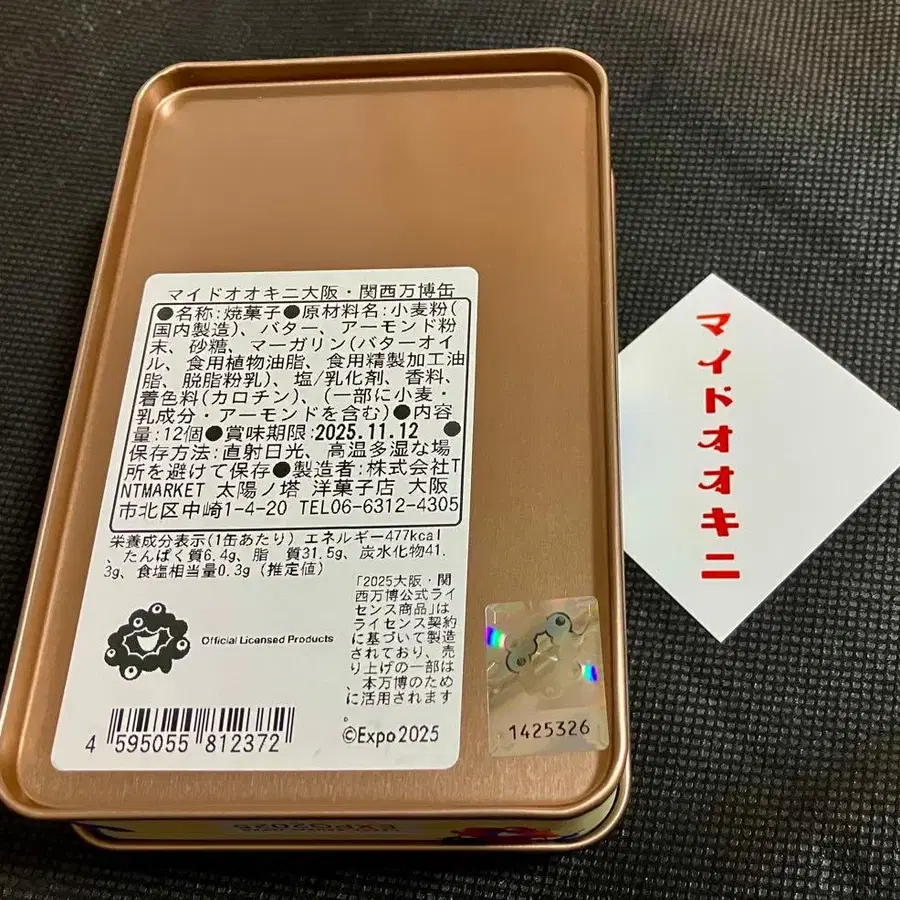 マイドオオキニ大阪・関西万博缶
●名称:焼菓子●原材料名:小麦粉(
国内製造)、バター、アーモンド粉
末、砂糖、マーガリン(バターオイ
ル、食用植物油脂、食用精製加工油
脂、脱脂粉乳)、塩/乳化剤、香料、
着色料(カロチン)、(一部に小麦・
乳成分・アーモンドを含む)●内容
量:12個●賞味期限:2025.11.12 ●
保存方法:直射日光、高温多湿な場
所を避けて保存●製造者:株式会社T
NTMARKET 太陽ノ塔 洋菓子店 大阪
市北区中崎1-4-20 TEL06-6312-4305
栄養成分表示(1缶あたり) エネルギー477kcal
、たんぱく質6.4g、脂 質31.5g、炭水化物41.
3g、食塩相当量0.3g (推定値)
「2025大阪・関
西万博公式ライ
センス商品」は、
ライセンス契約
に基づいて製造
されており、売
り上げの一部は
、本万博のため
に活用されます
。
Official Licensed Products
4 595055 812372
©Expo2025
1425326
マイドオオキニ
EXPO2025